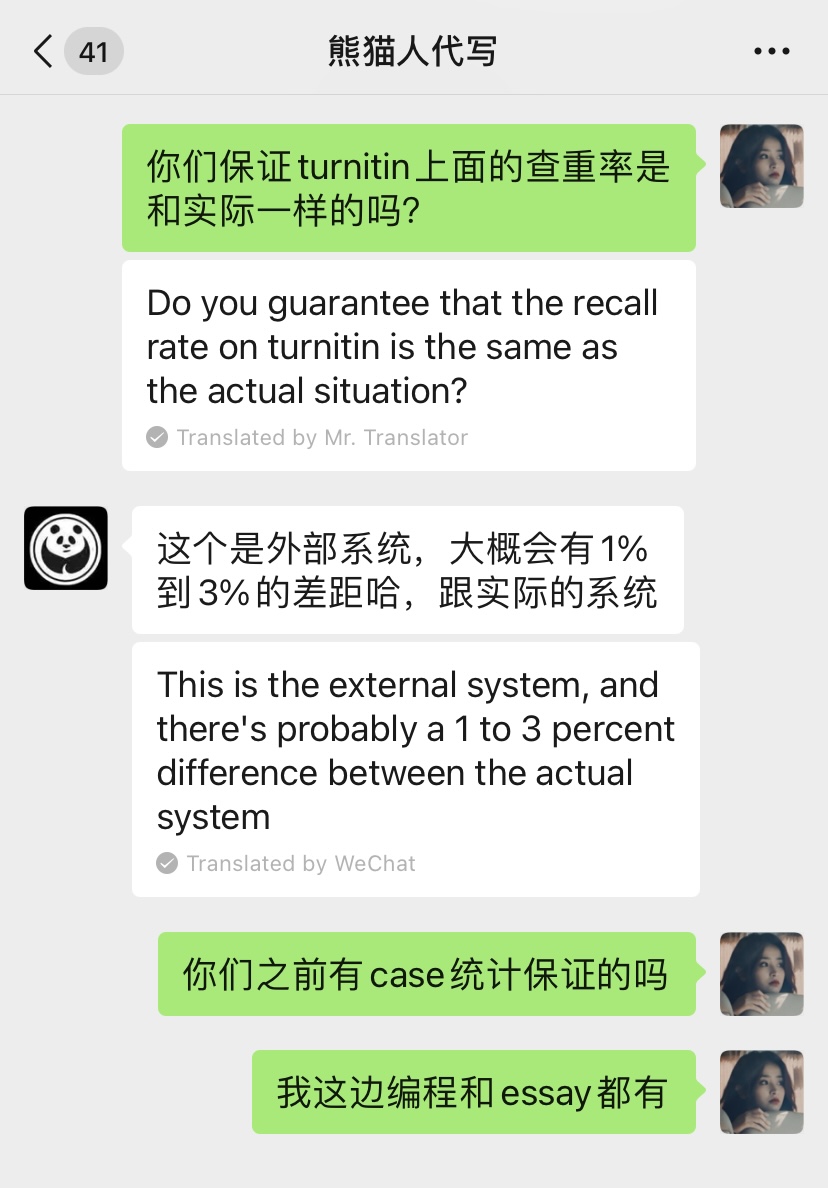 41
熊猫人代写
你们保证turnitin上面的查重率是
和实际一样的吗?
Do you guarantee that the recall
rate on turnitin is the same as
the actual situation?
Translated by Mr. Translator
这个是外部系统，大概会有1%
到3%的差距哈，跟实际的系统
This is the external system, and
there's probably a 1 to 3 percent
difference between the actual
system
Translated by WeChat
你们之前有case统计保证的吗
我这边编程和essay都有